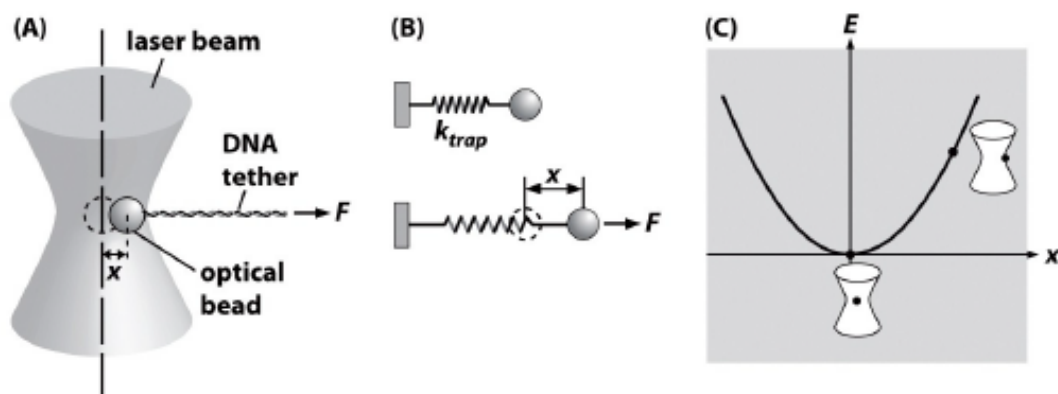 (A)
laser beam
DNA
tether
F
x
optical
bead
(B)
k_trap
x
F
(C)
E
x